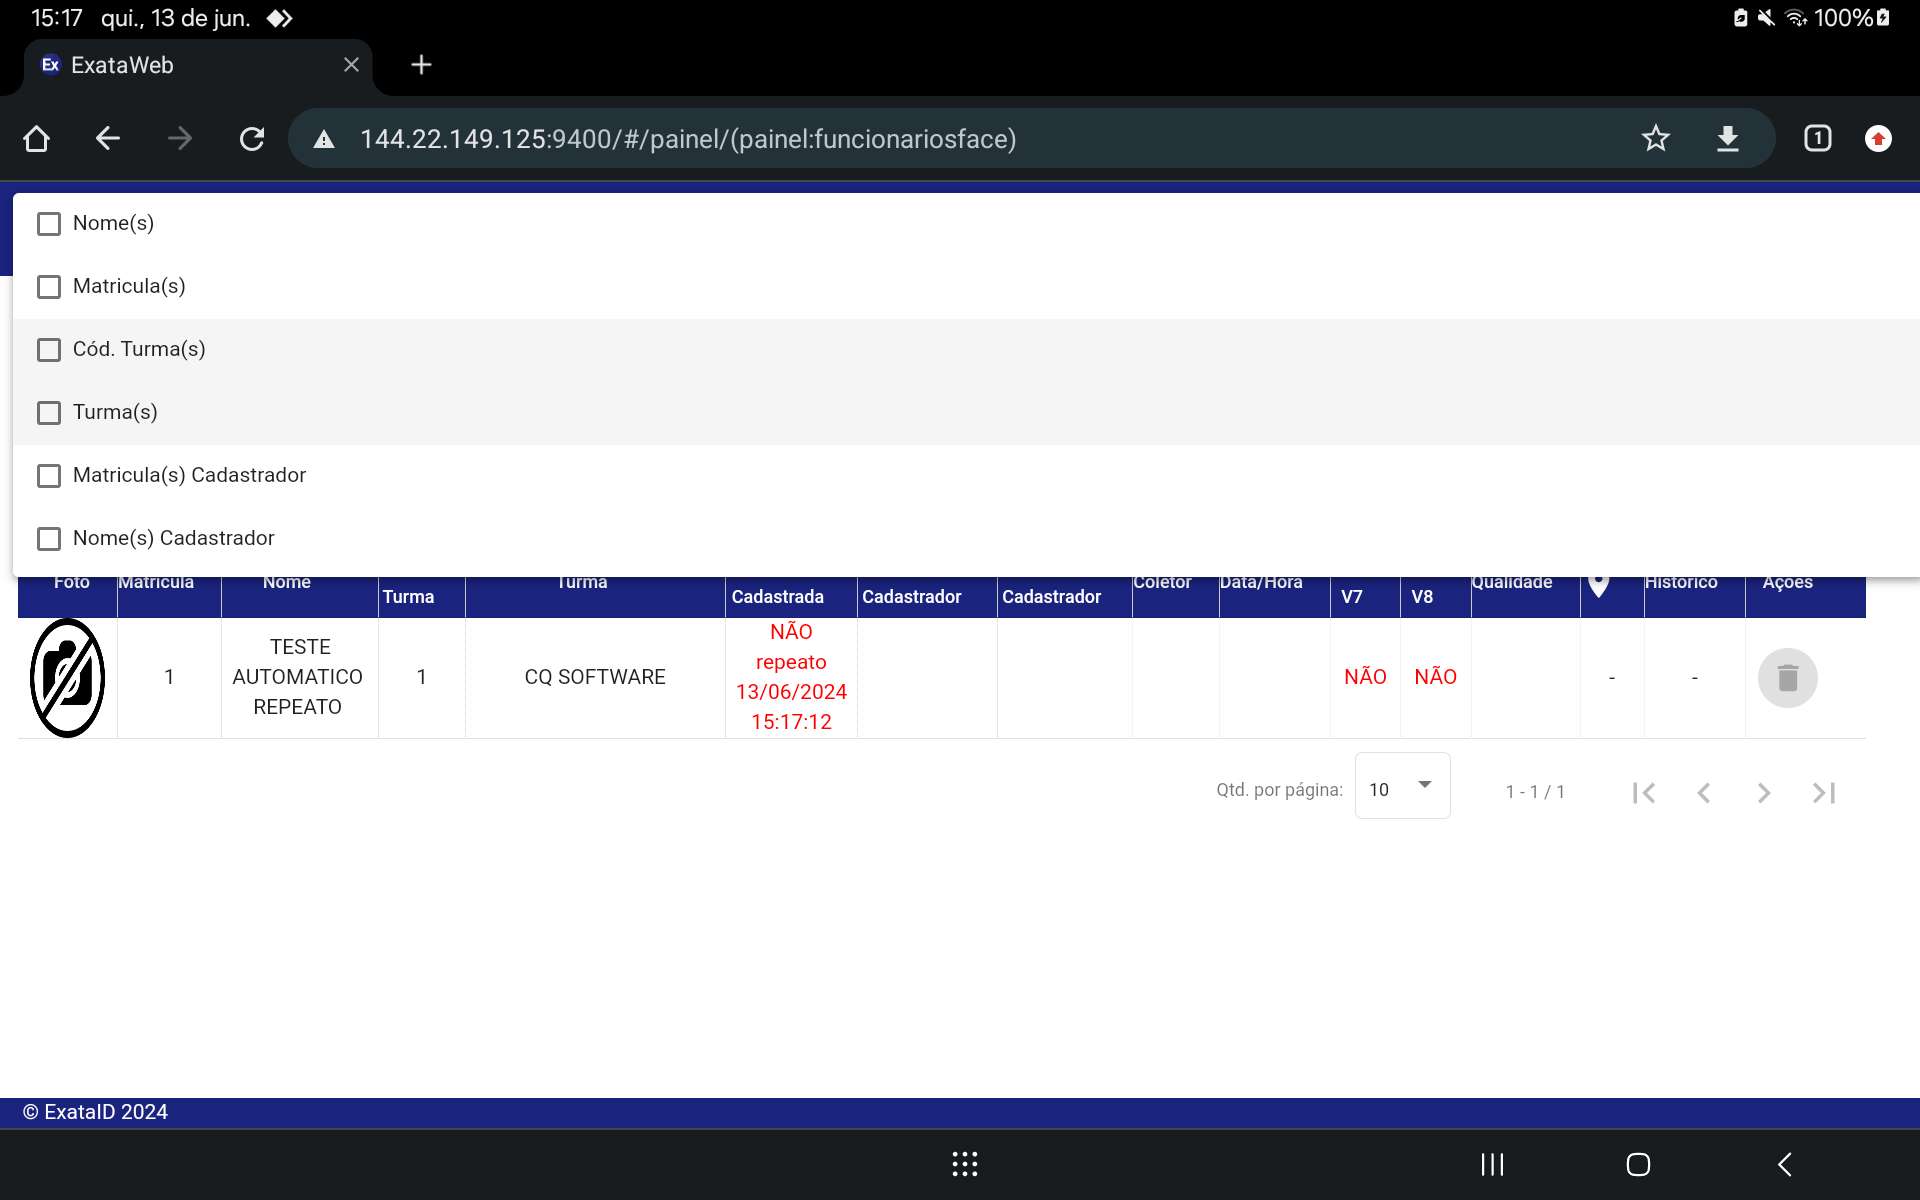 15:17 qui., 13 de jun. 100%
Ex ExataWeb
144.22.149.125:9400/#/painel/(painel:funcionariosface) 1
Nome(s)
Matricula(s)
Cód. Turma(s)
Turma(s)
Matricula(s) Cadastrador
Nome(s) Cadastrador
Foto Matrícula Nome Turma Turma Cadastrada Cadastrador Cadastrador Coletor Data/Hora V7 V8 Qualidade Histórico Ações
1 TESTE AUTOMATICO REPEATO 1 CQ SOFTWARE NÃO repeato 13/06/2024 15:17:12 NÃO NÃO - -
Qtd. por página: 10 1 - 1 / 1
© ExataID 2024